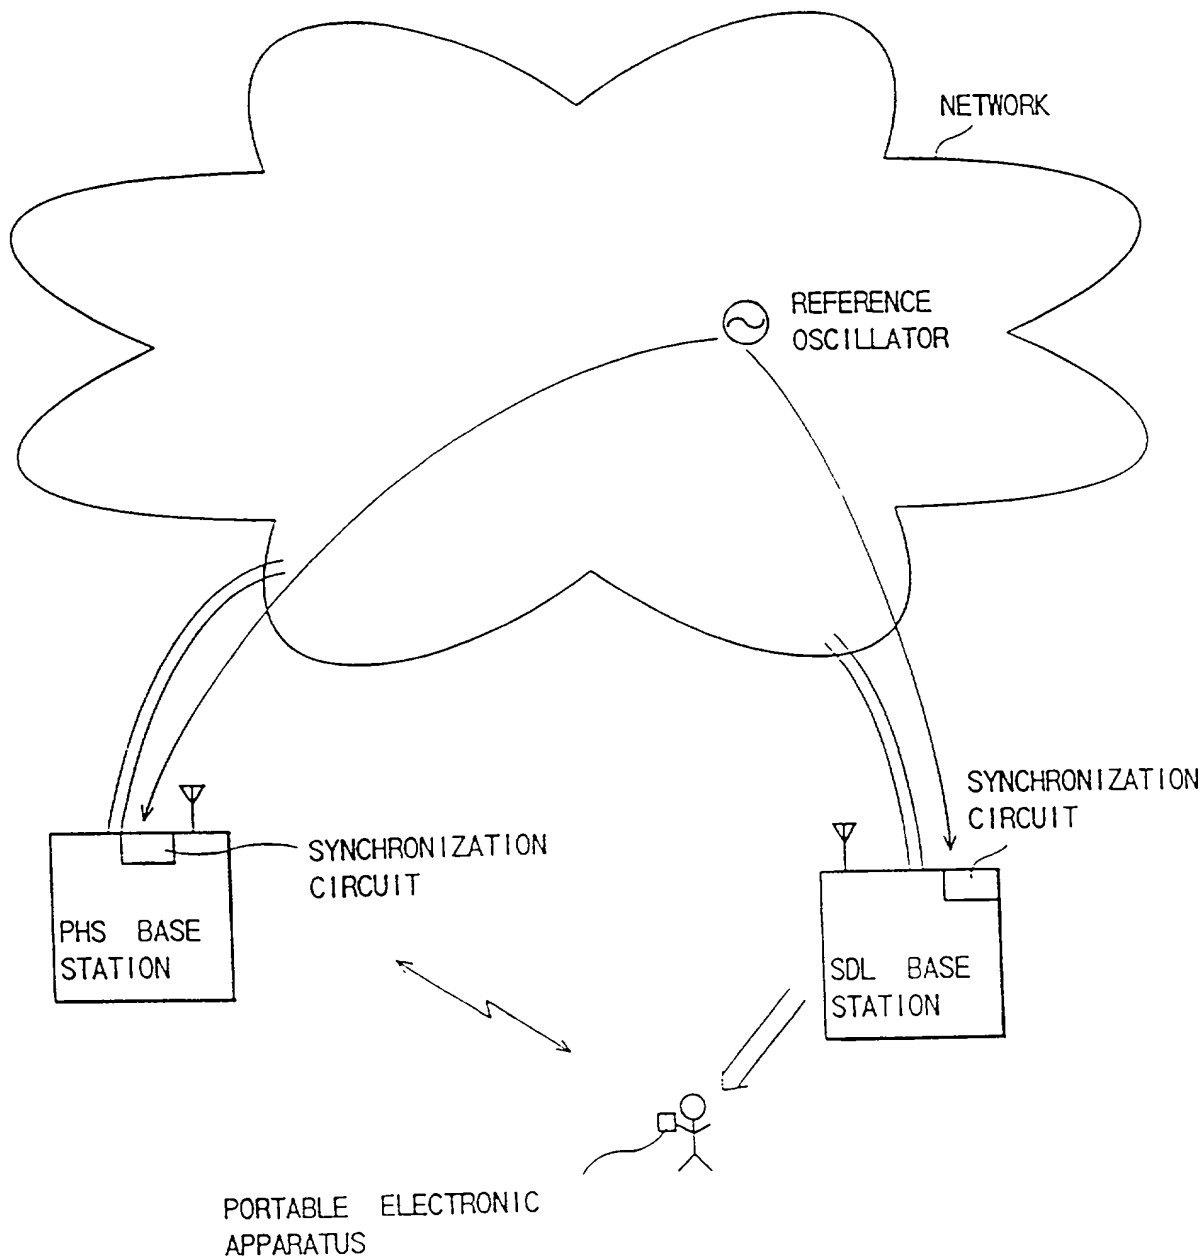 NETWORK
REFERENCE
OSCILLATOR
SYNCHRONIZATION
CIRCUIT
SYNCHRONIZATION
CIRCUIT
PHS BASE
STATION
SDL BASE
STATION
PORTABLE ELECTRONIC
APPARATUS